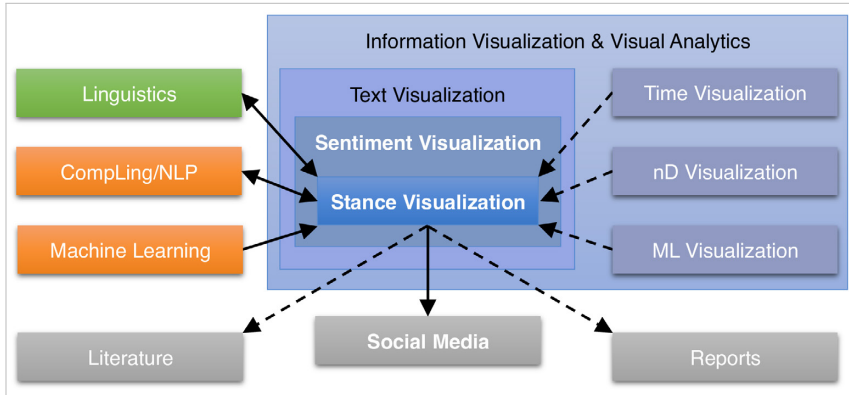 Information Visualization & Visual Analytics
Linguistics
Text Visualization
Time Visualization
Sentiment Visualization
CompLing/NLP
Stance Visualization
nD Visualization
Machine Learning
ML Visualization
Literature
Social Media
Reports